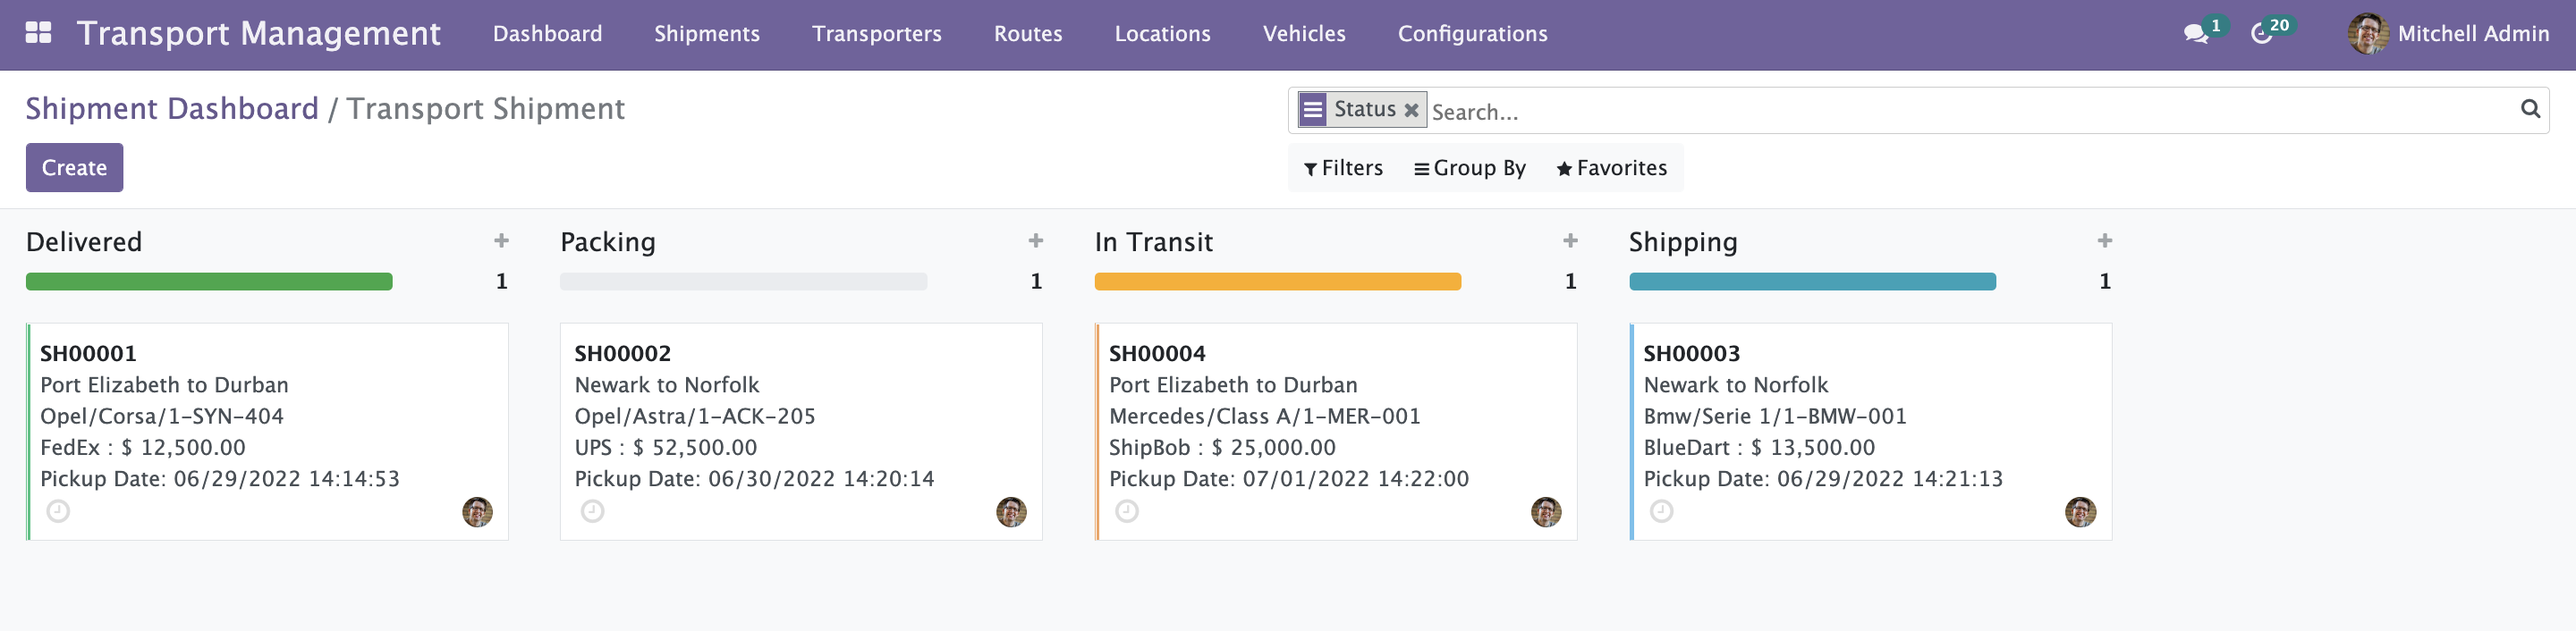 Transport Management Dashboard Shipments Transporters Routes Locations Vehicles Configurations 1 20 Mitchell Admin
Shipment Dashboard / Transport Shipment
Status Search...
Create
Filters Group By Favorites
Delivered
1
SH00001
Port Elizabeth to Durban
Opel/Corsa/1-SYN-404
FedEx : $ 12,500.00
Pickup Date: 06/29/2022 14:14:53
Packing
1
SH00002
Newark to Norfolk
Opel/Astra/1-ACK-205
UPS : $ 52,500.00
Pickup Date: 06/30/2022 14:20:14
In Transit
1
SH00004
Port Elizabeth to Durban
Mercedes/Class A/1-MER-001
ShipBob : $ 25,000.00
Pickup Date: 07/01/2022 14:22:00
Shipping
1
SH00003
Newark to Norfolk
Bmw/Serie 1/1-BMW-001
BlueDart : $ 13,500.00
Pickup Date: 06/29/2022 14:21:13